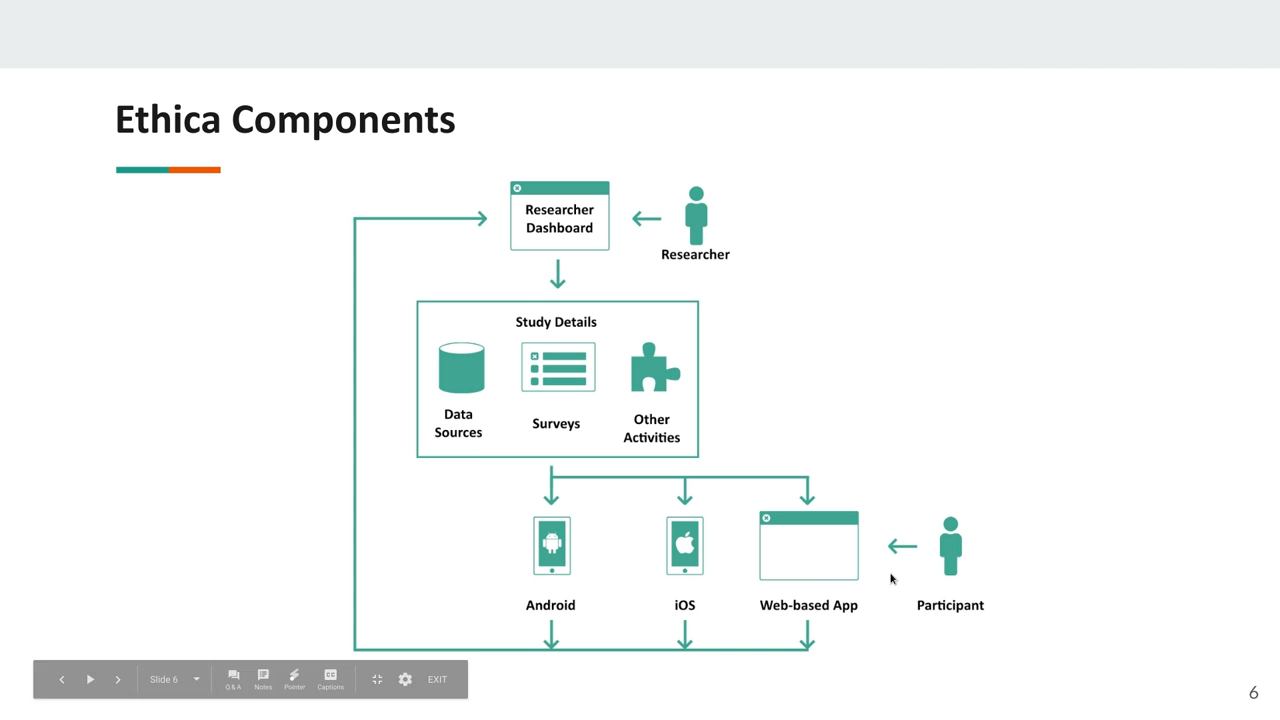 Ethica Components
Researcher
Dashboard
Researcher
Study Details
Data
Sources
Surveys
Other
Activities
Android
iOS
Web-based App
Participant
Slide 6
Q & A
Notes
Pointer
CC
Captions
EXIT
6